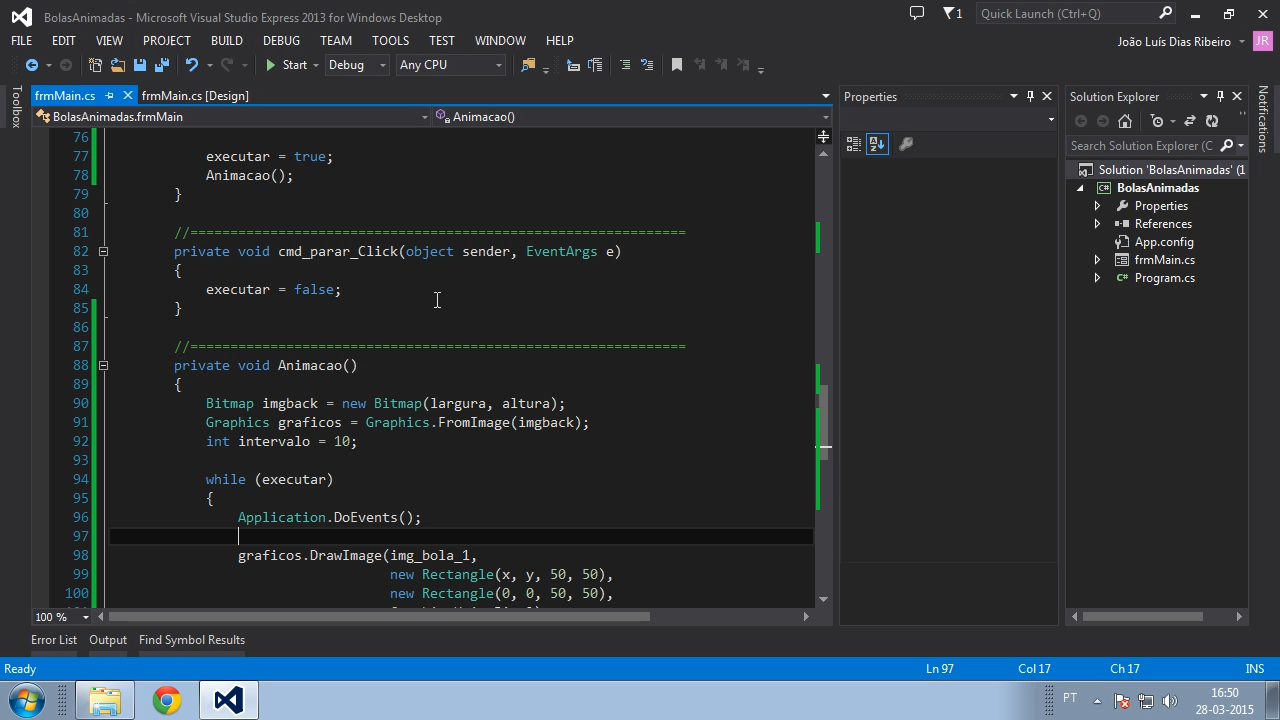 BolasAnimadas - Microsoft Visual Studio Express 2013 for Windows Desktop
1
Quick Launch (Ctrl+Q)
FILE EDIT VIEW PROJECT BUILD DEBUG TEAM TOOLS TEST WINDOW HELP
João Luís Dias Ribeiro JR
Start Debug Any CPU
Toolbox
frmMain.cs frmMain.cs [Design]
BolasAnimadas.frmMain Animacao()
76
77 executar = true;
78 Animacao();
79 }
80
81 //==============================================================
82 private void cmd_parar_Click(object sender, EventArgs e)
83 {
84 executar = false;
85 }
86
87 //==============================================================
88 private void Animacao()
89 {
90 Bitmap imgback = new Bitmap(largura, altura);
91 Graphics graficos = Graphics.FromImage(imgback);
92 int intervalo = 10;
93
94 while (executar)
95 {
96 Application.DoEvents();
97
98 graficos.DrawImage(img_bola_1,
99 new Rectangle(x, y, 50, 50),
100 new Rectangle(0, 0, 50, 50),
100 %
Properties
Solution Explorer
Search Solution Explorer (C
Solution 'BolasAnimadas' (1
BolasAnimadas
Properties
References
App.config
frmMain.cs
Program.cs
Notifications
Error List Output Find Symbol Results
Ready Ln 97 Col 17 Ch 17 INS
PT
16:50
28-03-2015